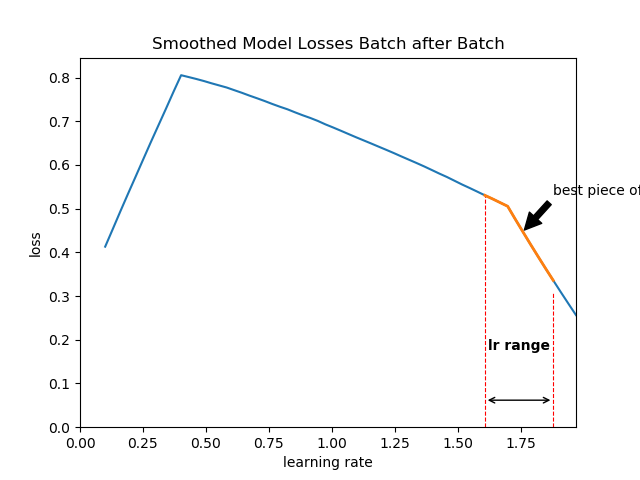 Smoothed Model Losses Batch after Batch
0.8
0.7
0.6
0.5
0.4
0.3
0.2
0.1
0.0
loss
best piece of
lr range
0.00 0.25 0.50 0.75 1.00 1.25 1.50 1.75
learning rate